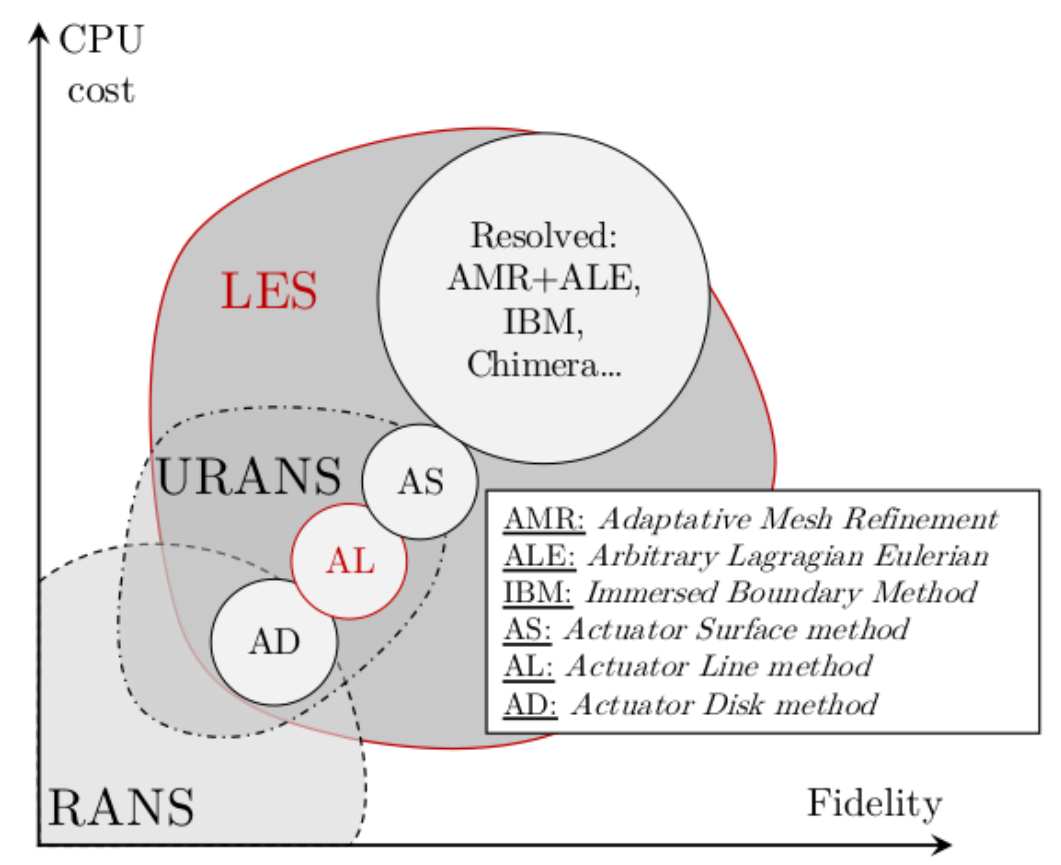 CPU
cost
Resolved:
AMR+ALE,
IBM,
Chimera...
LES
URANS
AS
AL
AD
AMR: Adaptative Mesh Refinement
ALE: Arbitrary Lagragian Eulerian
IBM: Immersed Boundary Method
AS: Actuator Surface method
AL: Actuator Line method
AD: Actuator Disk method
RANS
Fidelity